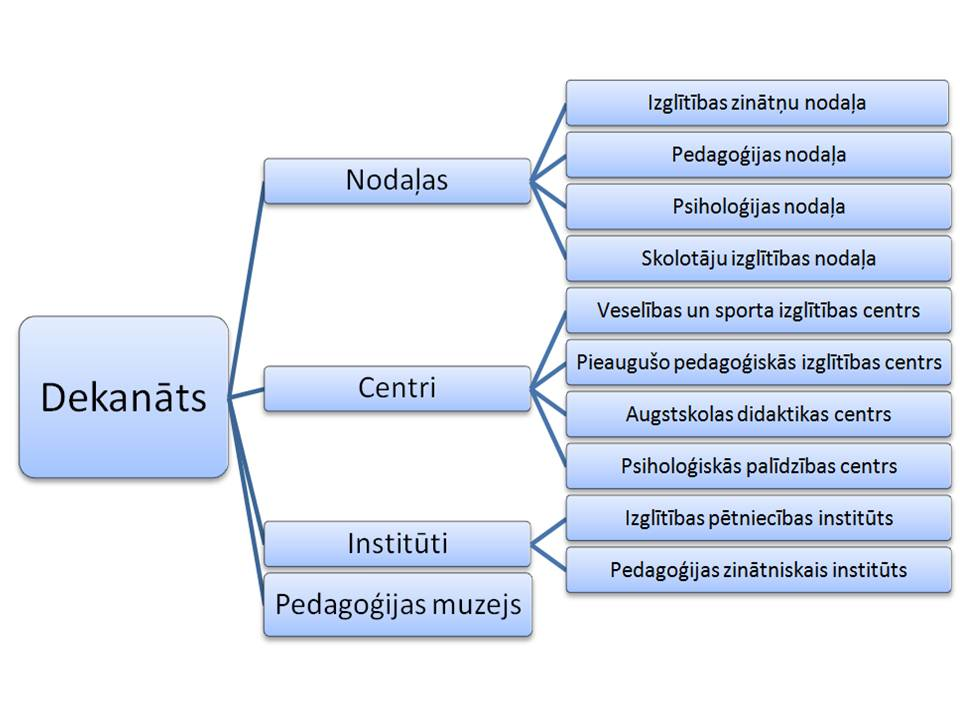 Dekanāts
Nodaļas
Izglītības zinātņu nodaļa
Pedagoģijas nodaļa
Psiholoģijas nodaļa
Skolotāju izglītības nodaļa
Centri
Veselības un sporta izglītības centrs
Pieaugušo pedagoģiskās izglītības centrs
Augstskolas didaktikas centrs
Psiholoģiskās palīdzības centrs
Institūti
Izglītības pētniecības institūts
Pedagoģijas zinātniskais institūts
Pedagoģijas muzejs